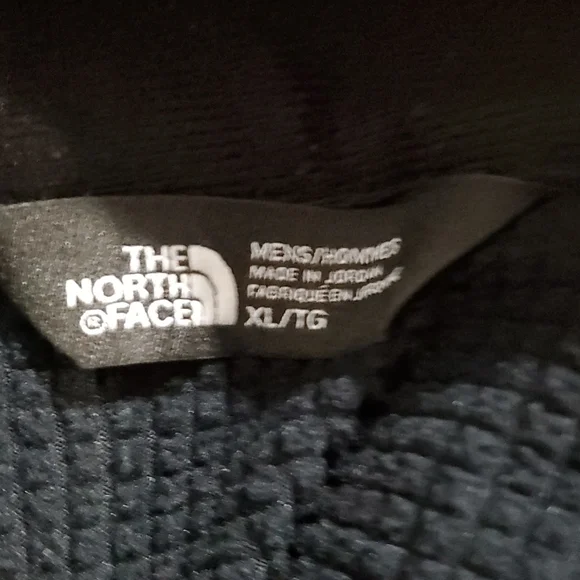 THE
NORTH
®FACE
MENS/HOMMES
MADE IN JORDAN
FABRIQUE EN JORDANIE
XL/TG